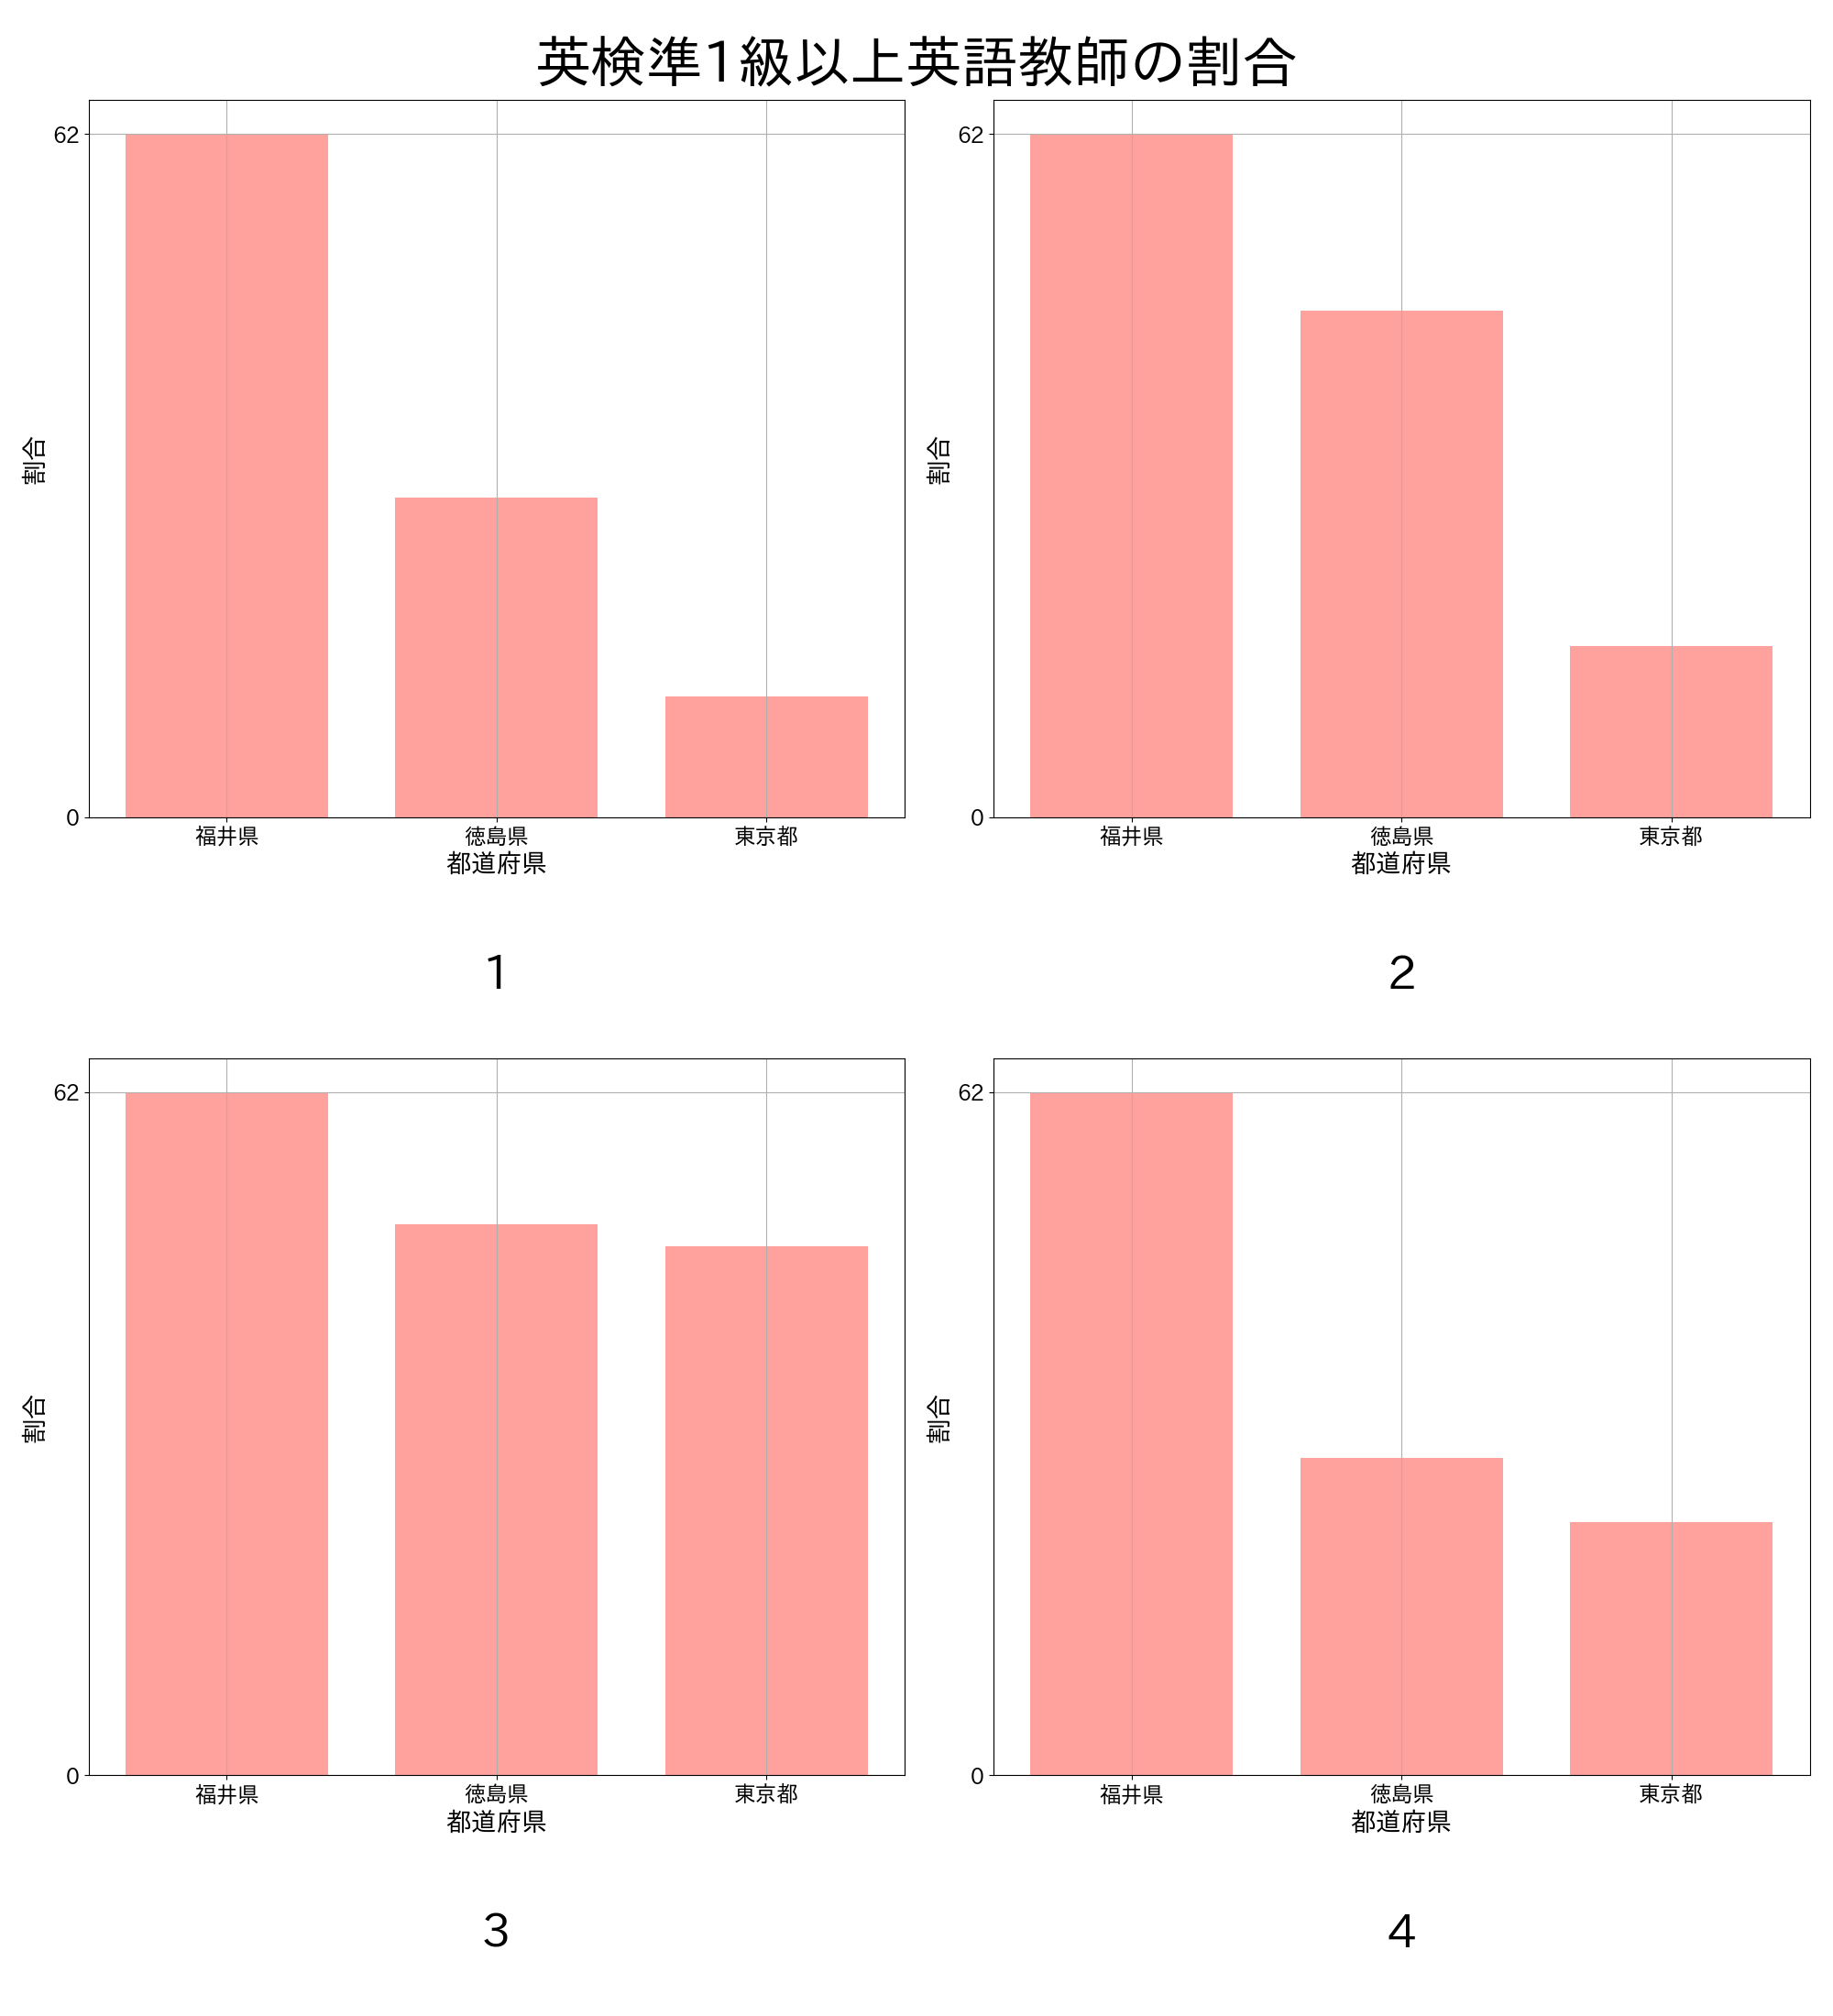 英検準1級以上英語教師の割合
62
0
割合
福井県 徳島県 東京都
都道府県
1
62
0
割合
福井県 徳島県 東京都
都道府県
2
62
0
割合
福井県 徳島県 東京都
都道府県
3
62
0
割合
福井県 徳島県 東京都
都道府県
4